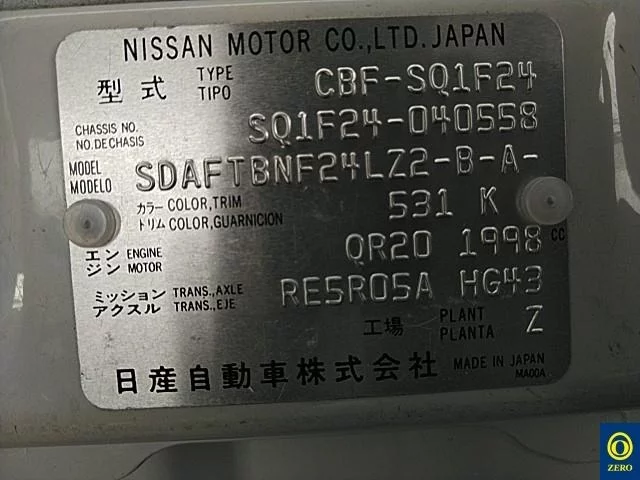 NISSAN MOTOR CO.,LTD.JAPAN
型式 TYPE TIPO CBF-SQ1F24
CHASSIS NO. NO.DE CHASIS SQ1F24-040558
MODEL MODELO SDAFTBNF24LZ2-B-A-
カラー COLOR,TRIM トリム COLOR,GUARNICION 531 K
エンジン ENGINE MOTOR QR20 1998 CC
ミッション TRANS.,AXLE アクスル TRANS.,EJE RE5R05A HG43
工場 PLANT PLANTA Z
日産自動車株式会社 MADE IN JAPAN
MA00A
ZERO